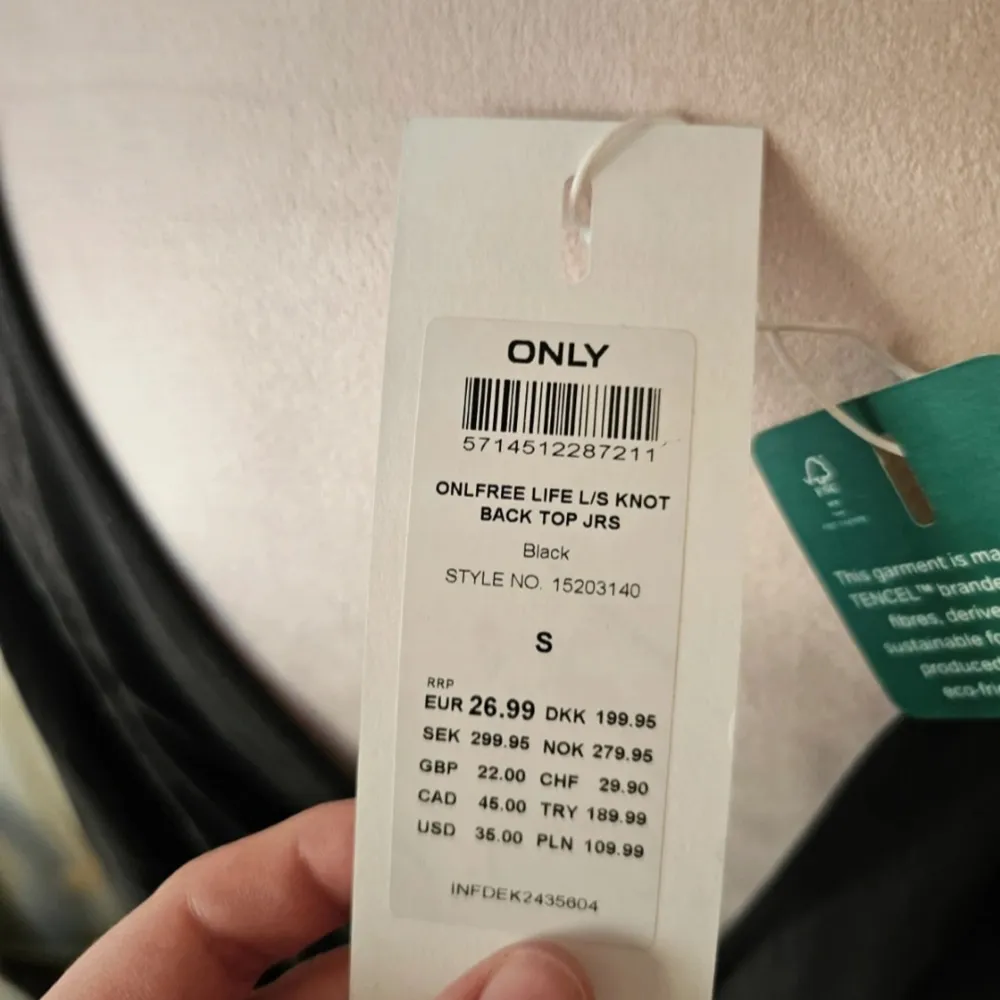 ONLY
5714512287211
ONLFREE LIFE L/S KNOT
BACK TOP JRS
Black
STYLE NO. 15203140
S
RRP
EUR 26.99 DKK 199.95
SEK 299.95 NOK 279.95
GBP 22.00 CHF 29.90
CAD 45.00 TRY 189.99
USD 35.00 PLN 109.99
INFDEK2435604
FSC
This garment is ma
TENCEL™ brande
fibres, derive
sustainable fo
produced
eco-fri